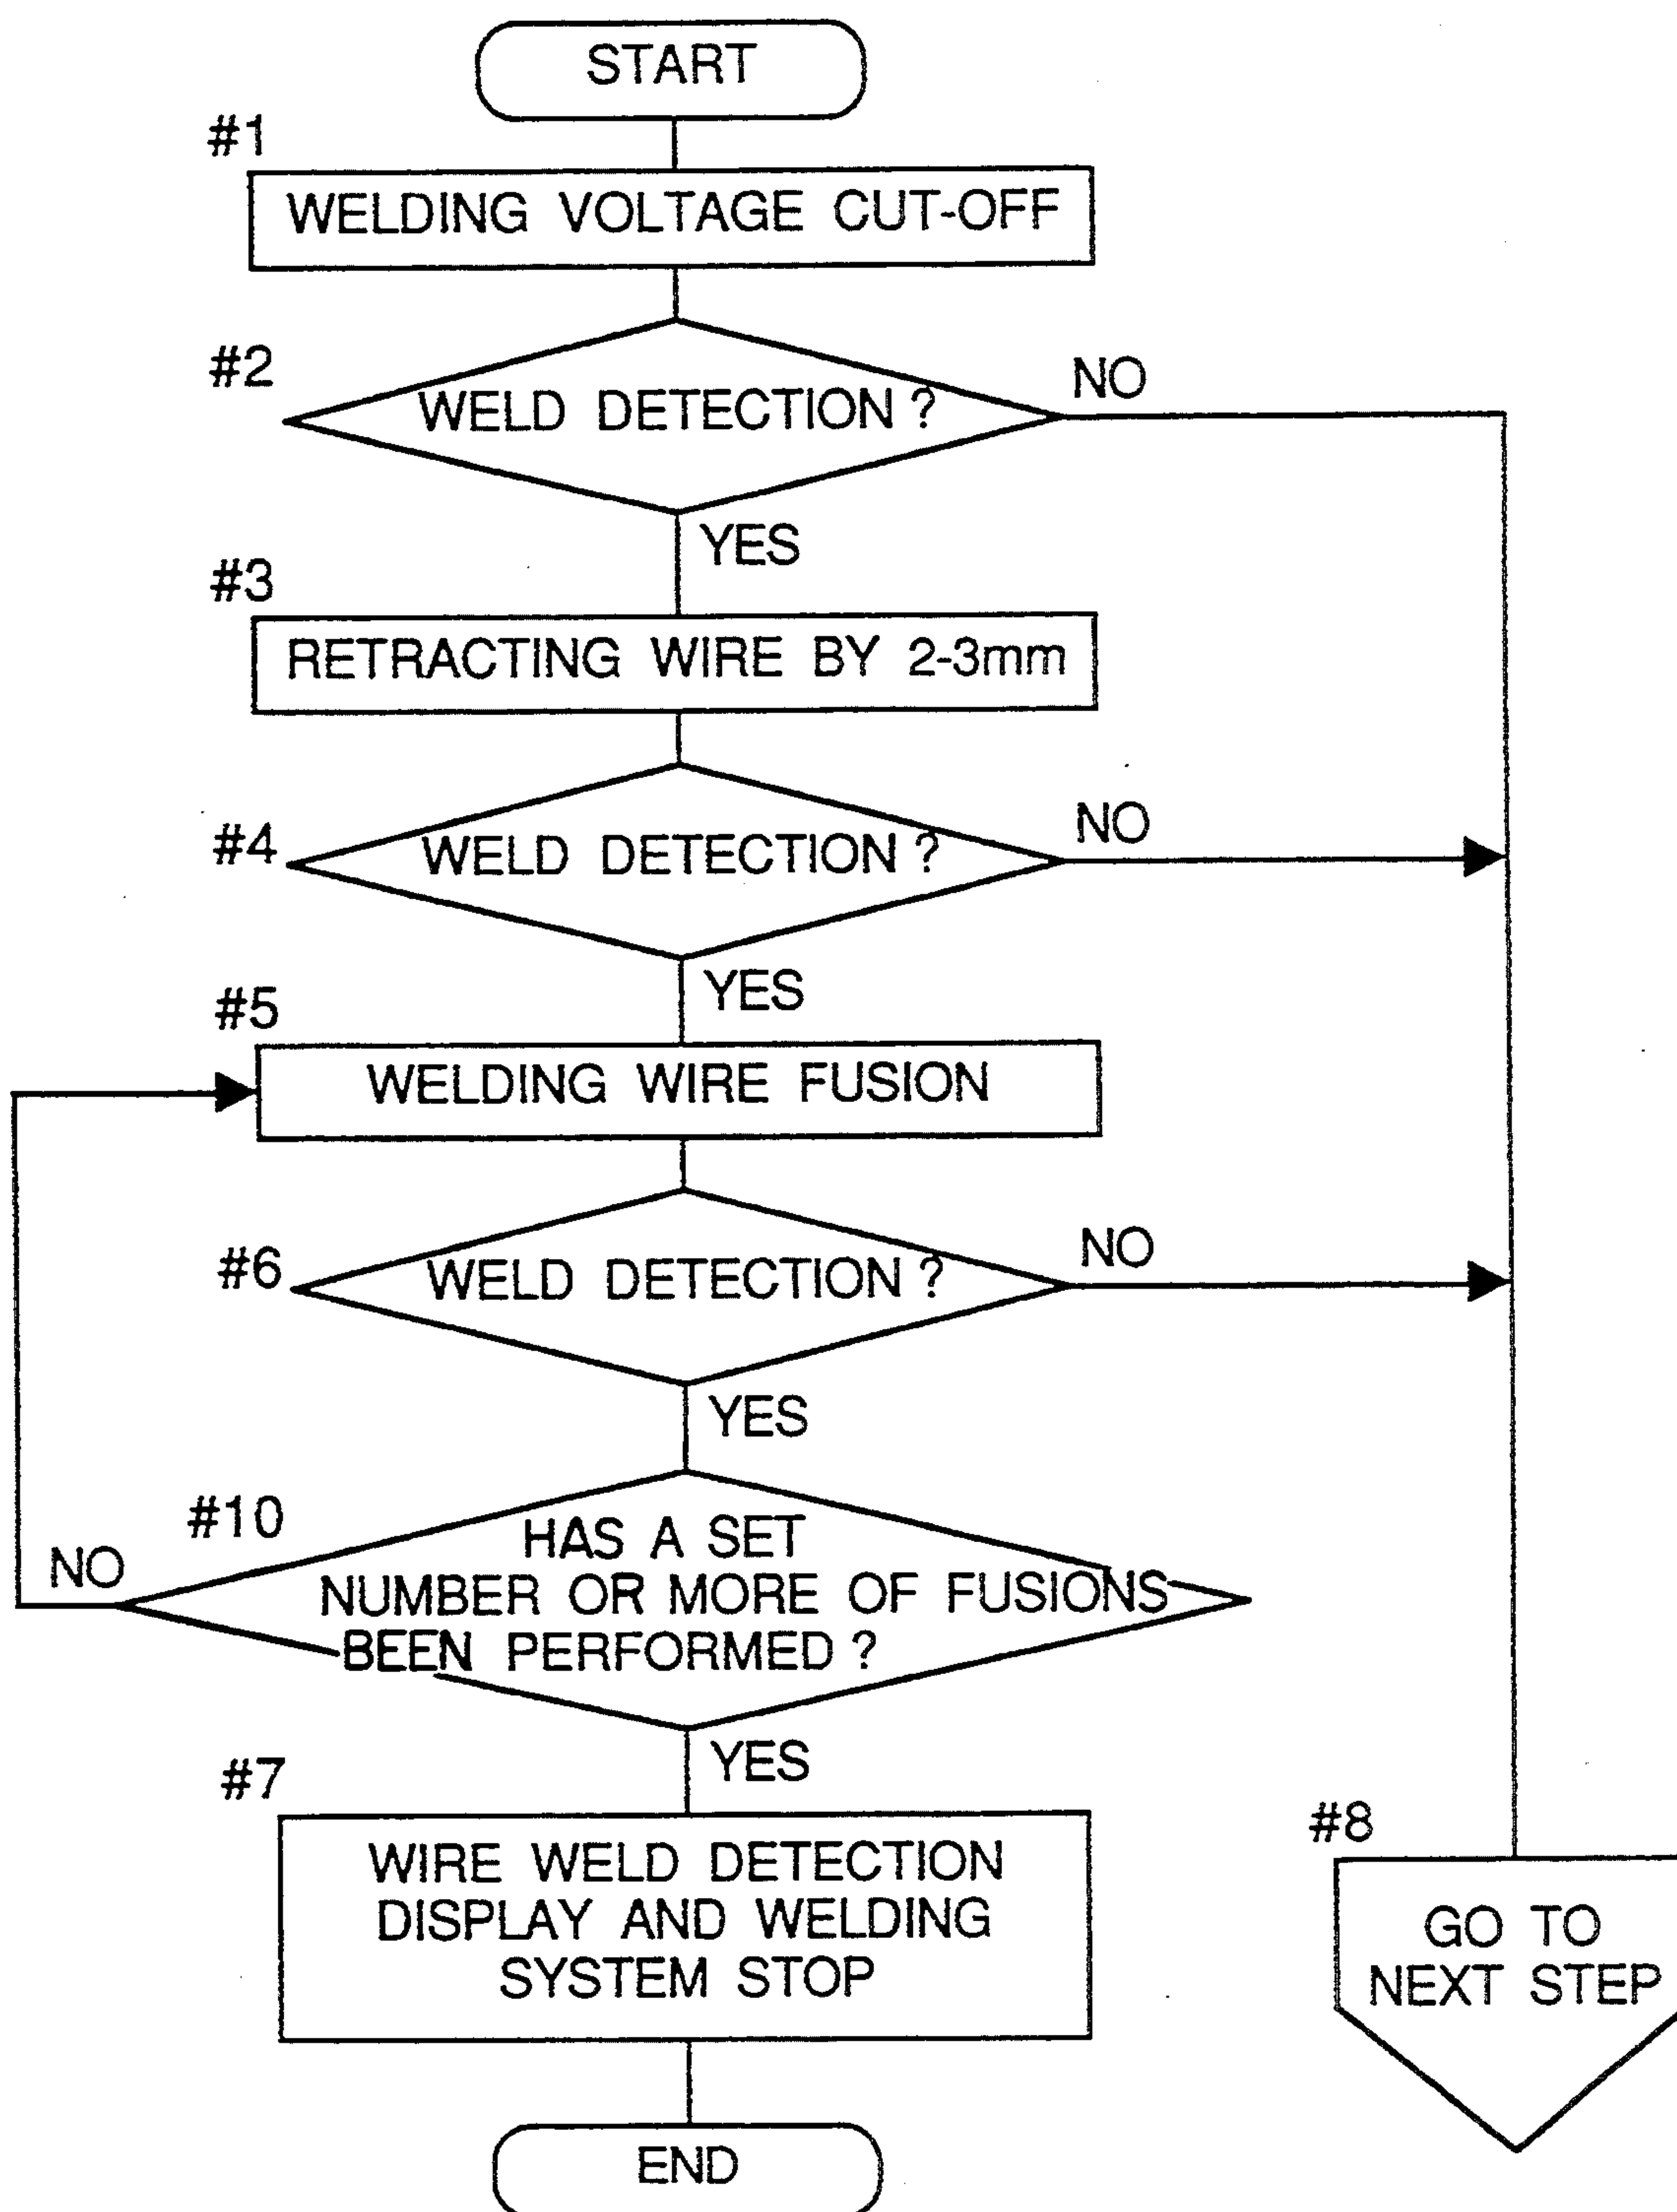 START
#1
WELDING VOLTAGE CUT-OFF
#2
WELD DETECTION ?
NO
YES
#3
RETRACTING WIRE BY 2-3mm
#4
WELD DETECTION ?
NO
YES
#5
WELDING WIRE FUSION
#6
WELD DETECTION ?
NO
YES
#10
NO
HAS A SET
NUMBER OR MORE OF FUSIONS
BEEN PERFORMED ?
YES
#7
WIRE WELD DETECTION
DISPLAY AND WELDING
SYSTEM STOP
#8
GO TO
NEXT STEP
END